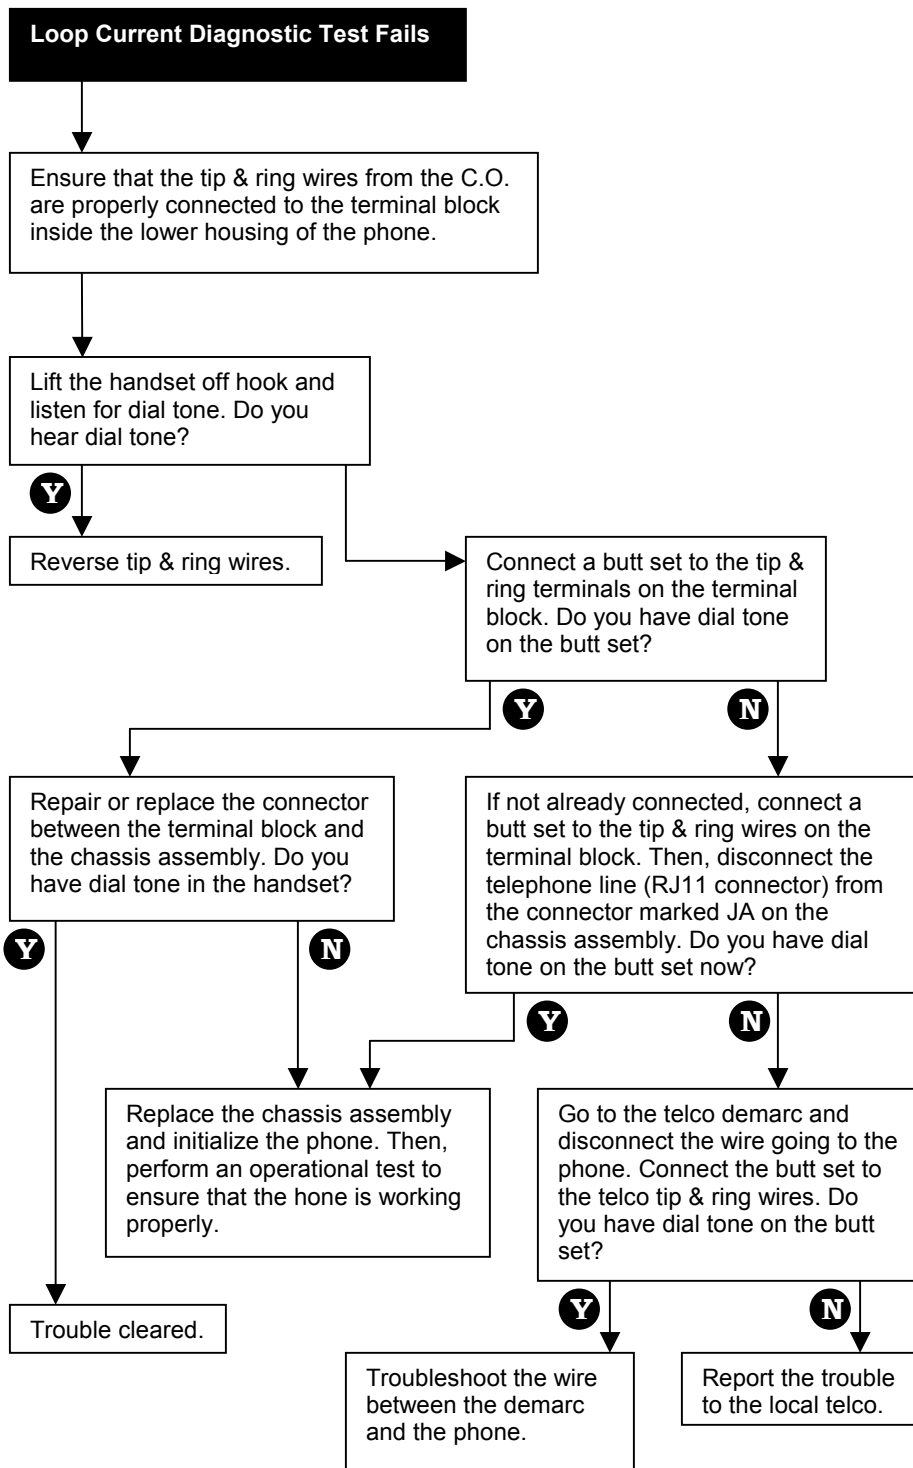 Loop Current Diagnostic Test Fails
Ensure that the tip & ring wires from the C.O.
are properly connected to the terminal block
inside the lower housing of the phone.
Lift the handset off hook and
listen for dial tone. Do you
hear dial tone?
Y
Reverse tip & ring wires.
Connect a butt set to the tip &
ring terminals on the terminal
block. Do you have dial tone
on the butt set?
Y
N
Repair or replace the connector
between the terminal block and
the chassis assembly. Do you
have dial tone in the handset?
If not already connected, connect a
butt set to the tip & ring wires on the
terminal block. Then, disconnect the
telephone line (RJ11 connector) from
the connector marked JA on the
chassis assembly. Do you have dial
tone on the butt set now?
Y
N
Y
N
Replace the chassis assembly
and initialize the phone. Then,
perform an operational test to
ensure that the hone is working
properly.
Go to the telco demarc and
disconnect the wire going to the
phone. Connect the butt set to
the telco tip & ring wires. Do
you have dial tone on the butt
set?
Y
N
Trouble cleared.
Troubleshoot the wire
between the demarc
and the phone.
Report the trouble
to the local telco.